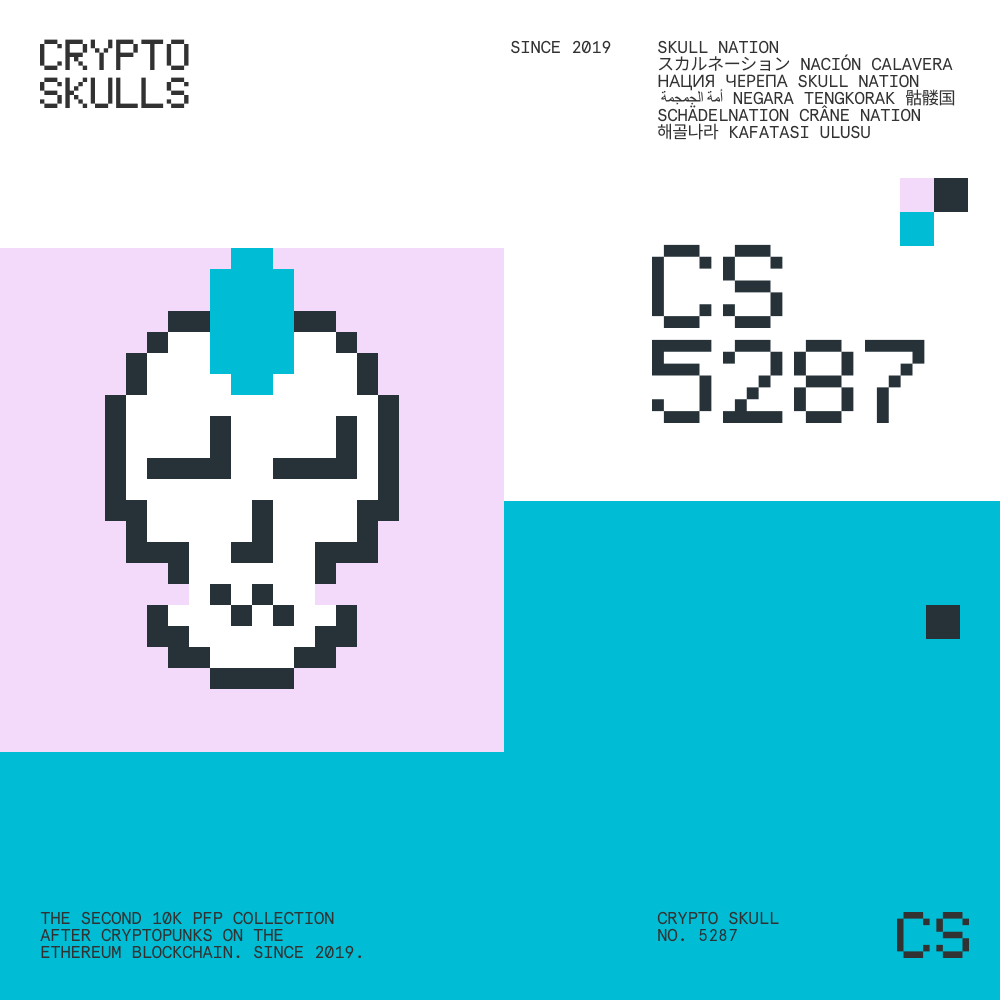 CRYPTO
SKULLS
SINCE 2019
SKULL NATION
スカルネーション NACIÓN CALAVERA
НАЦИЯ ЧЕРЕПА SKULL NATION
أمة الجمجمة NEGARA TENGKORAK 骷髅国
SCHÄDELNATION CRÂNE NATION
해골나라 KAFATASI ULUSU
CS
5287
THE SECOND 10K PFP COLLECTION
AFTER CRYPTOPUNKS ON THE
ETHEREUM BLOCKCHAIN. SINCE 2019.
CRYPTO SKULL
NO. 5287
CS